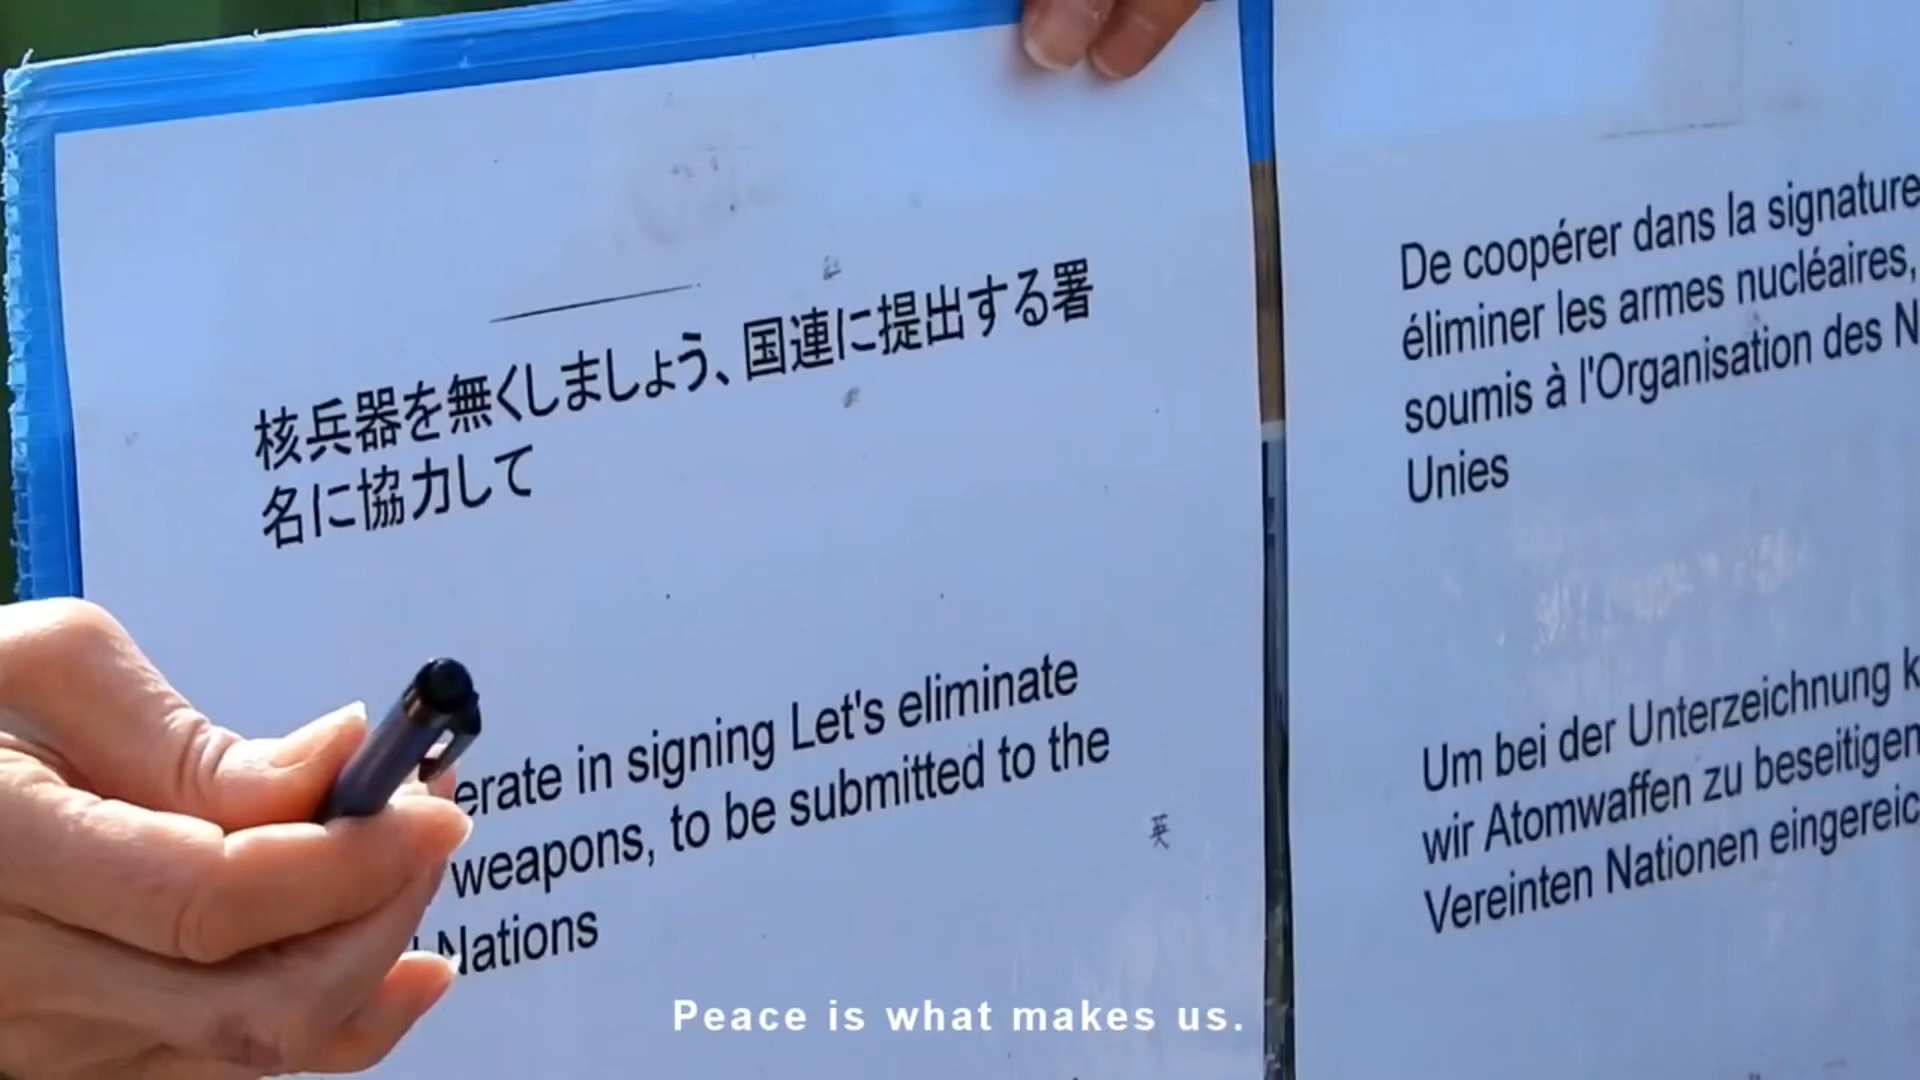 核兵器を無くしましょう、国連に提出する署
名に協力して
erate in signing Let's eliminate
weapons, to be submitted to the
Nations
英
De coopérer dans la signature
éliminer les armes nucléaires,
soumis à l'Organisation des N
Unies
Um bei der Unterzeichnung k
wir Atomwaffen zu beseitigen
Vereinten Nationen eingereic
Peace is what makes us.